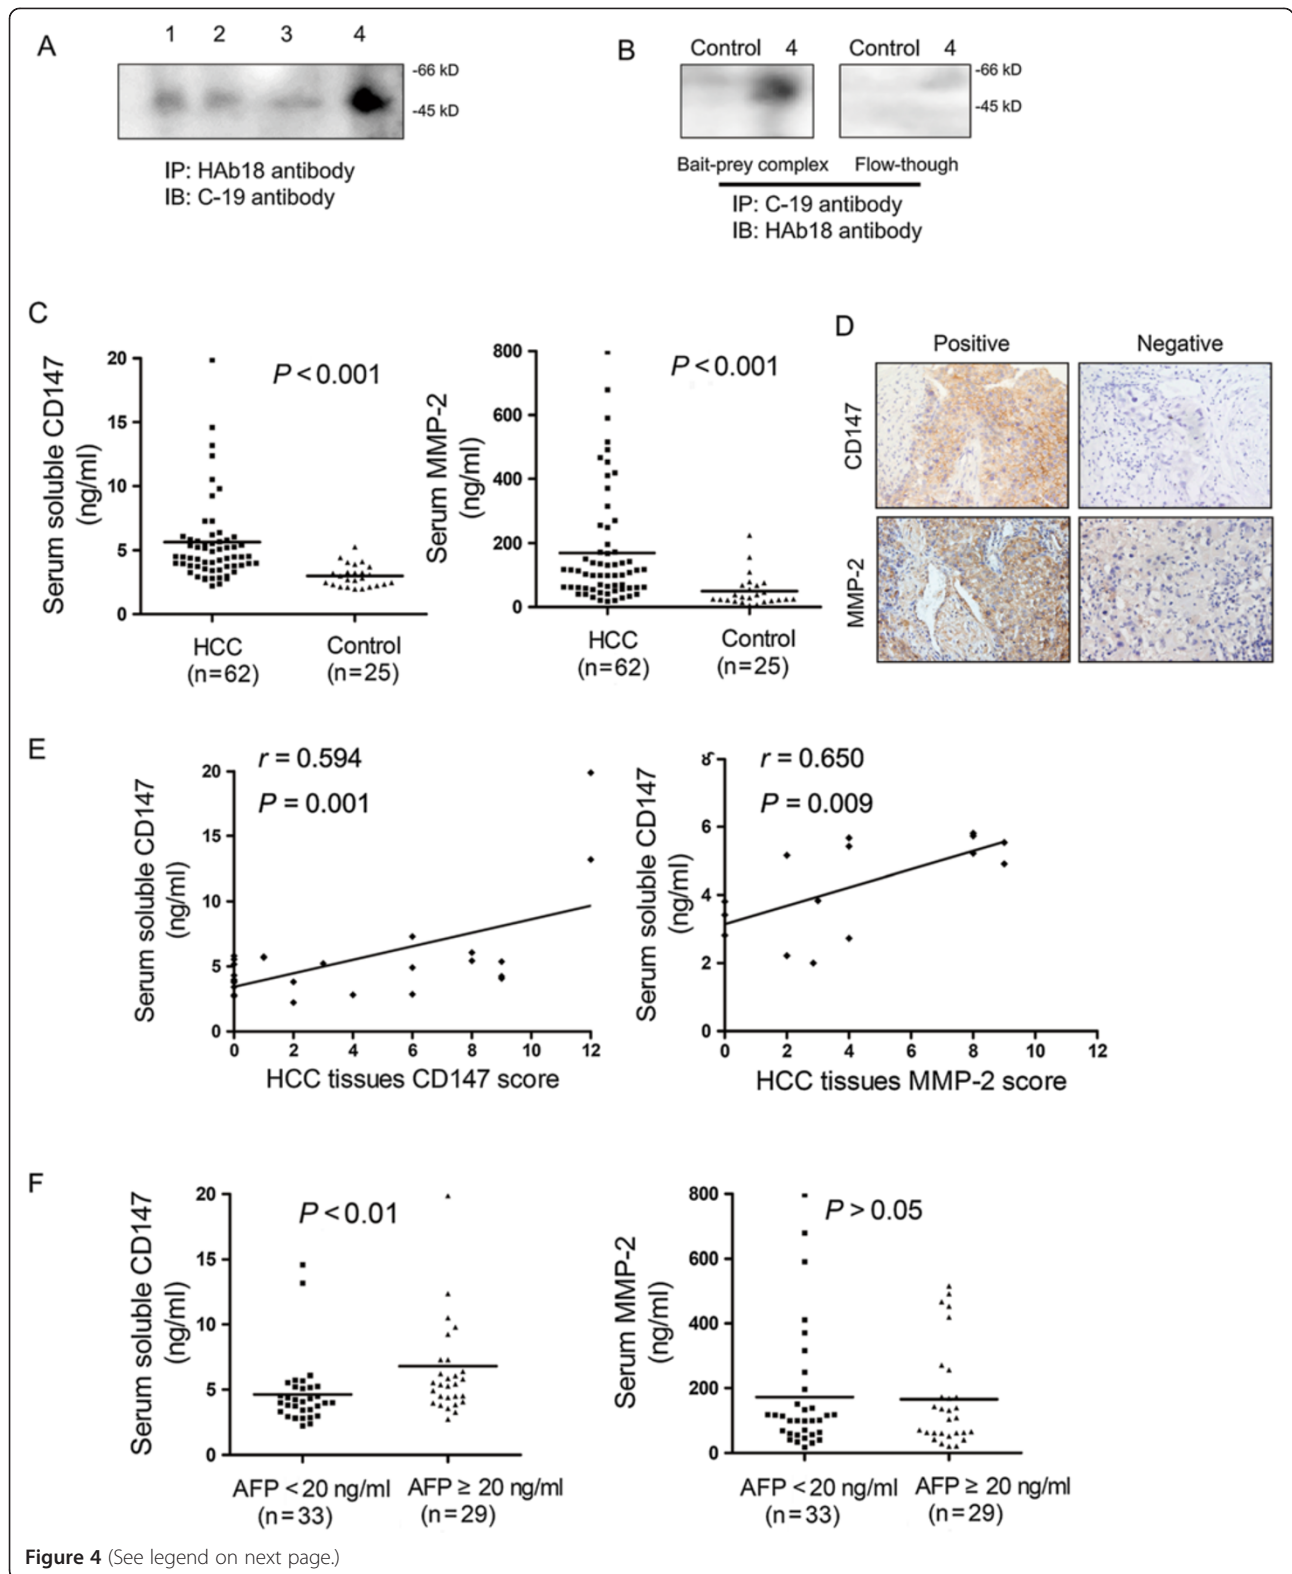 A
1 2 3 4
-66 kD
-45 kD
IP: HAb18 antibody
IB: C-19 antibody
B
Control 4 Control 4
-66 kD
-45 kD
Bait-prey complex Flow-though
IP: C-19 antibody
IB: HAb18 antibody
C
Serum soluble CD147
(ng/ml)
20
15
10
5
0
P < 0.001
HCC Control
(n=62) (n=25)
Serum MMP-2
(ng/ml)
800
600
400
200
0
P < 0.001
HCC Control
(n=62) (n=25)
D
Positive Negative
CD147
MMP-2
E
Serum soluble CD147
(ng/ml)
20
15
10
5
0
r = 0.594
P = 0.001
0 2 4 6 8 10 12
HCC tissues CD147 score
Serum soluble CD147
(ng/ml)
8
6
4
2
0
r = 0.650
P = 0.009
0 2 4 6 8 10 12
HCC tissues MMP-2 score
F
Serum soluble CD147
(ng/ml)
20
15
10
5
0
P < 0.01
AFP < 20 ng/ml AFP ≥ 20 ng/ml
(n=33) (n=29)
Serum MMP-2
(ng/ml)
800
600
400
200
0
P > 0.05
AFP < 20 ng/ml AFP ≥ 20 ng/ml
(n=33) (n=29)
Figure 4 (See legend on next page.)